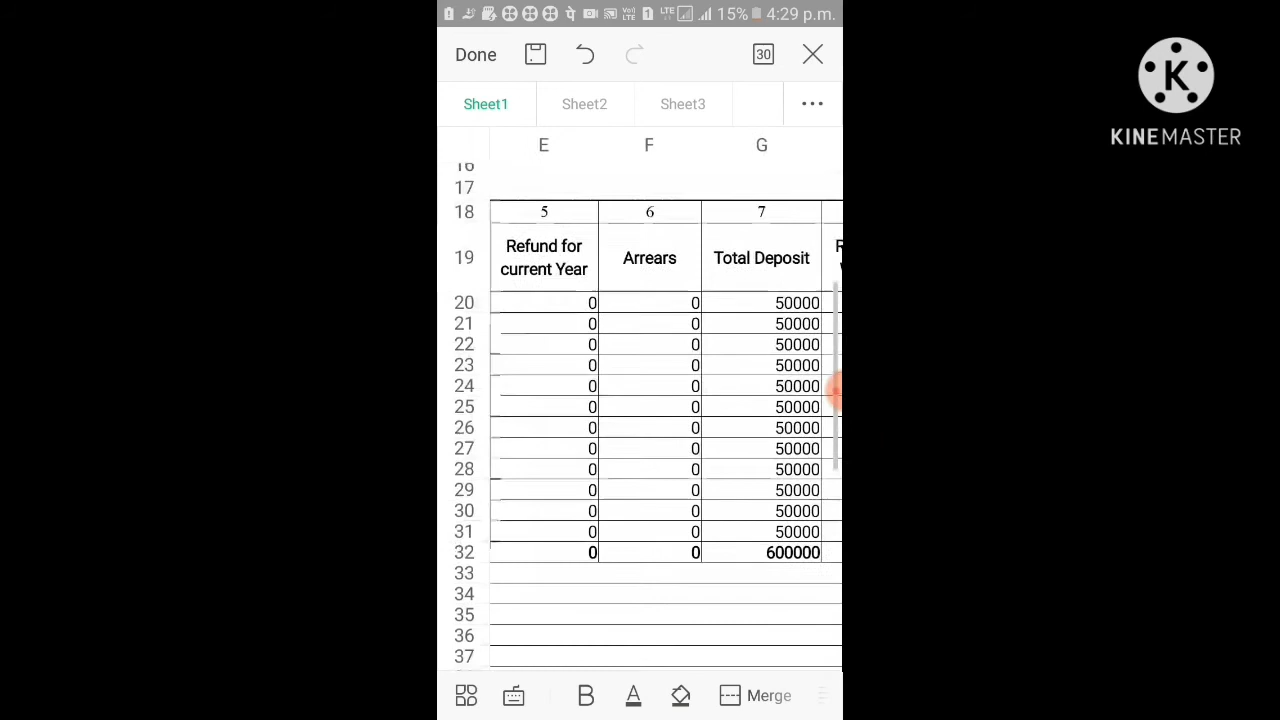 15% 4:29 p.m.
Done 30
Sheet1 Sheet2 Sheet3
E F G
16
17
18 5 6 7
19 Refund for current Year Arrears Total Deposit
20 0 0 50000
21 0 0 50000
22 0 0 50000
23 0 0 50000
24 0 0 50000
25 0 0 50000
26 0 0 50000
27 0 0 50000
28 0 0 50000
29 0 0 50000
30 0 0 50000
31 0 0 50000
32 0 0 600000
33
34
35
36
37
B A Merge
K
KINEMASTER